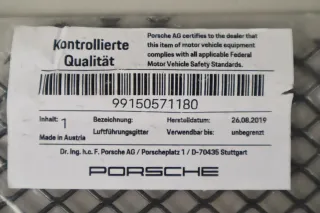 Kontrollierte
Qualität
Porsche AG certifies to the dealer that
this item of motor vehicle equipment
complies with all applicable Federal
Motor Vehicle Safety Standards.
99150571180
Inhalt: 1 Bezeichnung: Herstelldatum: 26.08.2019
Made in Austria Luftführungsgitter Verwendbar bis: unbegrenzt
Dr. Ing. h.c. F. Porsche AG / Porscheplatz 1 / D-70435 Stuttgart
PORSCHE